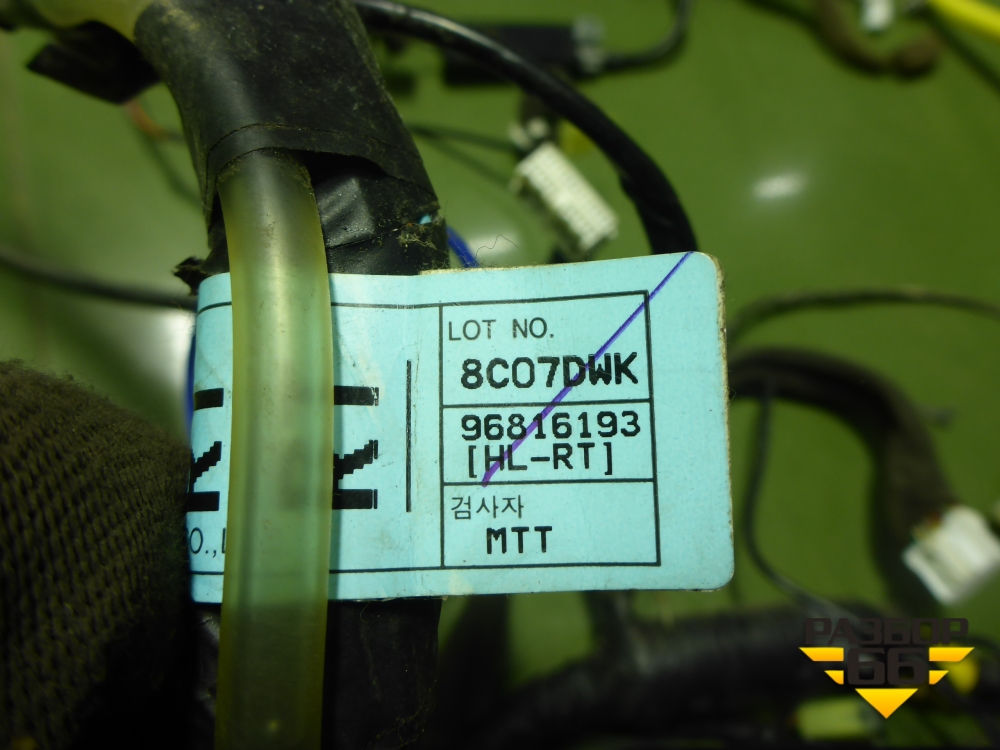 LOT NO.
8C07DWK
96816193
[HL-RT]
검사자
MTT
O.,
РАЗБОР
66